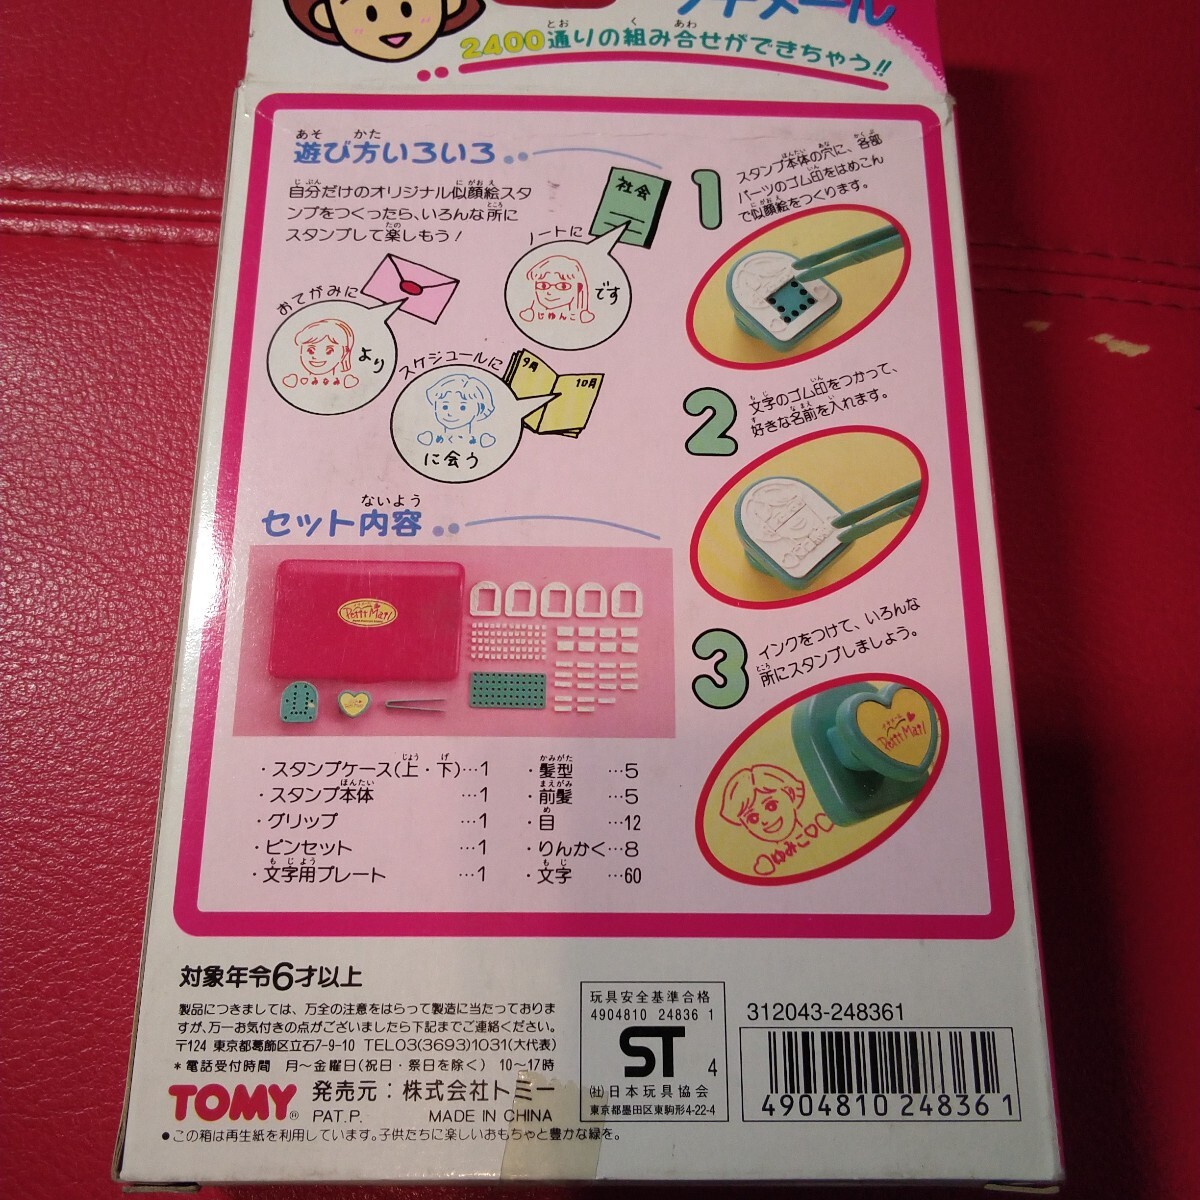 チメール
2400通りの組み合せができちゃう!!
遊び方いろいろ
自分だけのオリジナル似顔絵スタ
ンプをつくったら、いろんな所に
スタンプして楽しもう!
社会
ノートに
じゅんこ
です
おてがみに
みなみ
より
スケジュールに
9月
10月
めぐみ
に会う
1
スタンプ本体の穴に、各部
パーツのゴム印をはめこん
で似顔絵をつくります。
2
文字のゴム印をつかって、
好きな名前を入れます。
3
インクをつけて、いろんな
所にスタンプしましょう。
Petit Mail
ゆみこ
セット内容
Petit Mail
・スタンプケース(上・下)…1
・スタンプ本体 …1
・グリップ …1
・ピンセット …1
・文字用プレート …1
・髪型 …5
・前髪 …5
・目 …12
・りんかく…8
・文字 …60
対象年令6才以上
製品につきましては、万全の注意をはらって製造に当たっておりま
すが、万一お気付きの点がございましたら下記までご連絡ください。
〒124 東京都葛飾区立石7-9-10 TEL03(3693)1031(大代表)
*電話受付時間 月〜金曜日(祝日・祭日を除く) 10〜17時
TOMY® 発売元：株式会社トミー
PAT.P. MADE IN CHINA
●この箱は再生紙を利用しています。子供たちに楽しいおもちゃと豊かな緑を。
玩具安全基準合格
4904810 24836 1
ST 4
(社)日本玩具協会
東京都墨田区東駒形4-22-4
312043-248361
4904810 248361